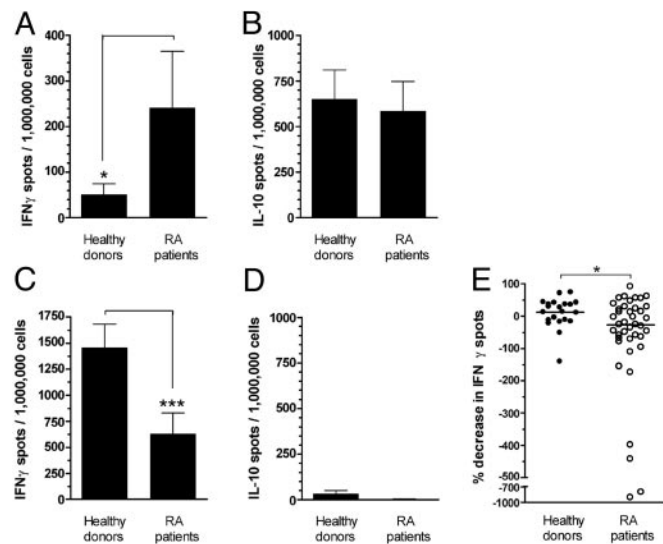 A
IFNγ spots / 1,000,000 cells
400
300
200
100
0
*
Healthy donors
RA patients
B
IL-10 spots / 1,000,000 cells
1000
750
500
250
0
Healthy donors
RA patients
C
IFNγ spots / 1,000,000 cells
1750
1500
1250
1000
750
500
250
0
***
Healthy donors
RA patients
D
IL-10 spots / 1,000,000 cells
1000
750
500
250
0
Healthy donors
RA patients
E
% decrease in IFN γ spots
*
100
0
-100
-200
-300
-400
-500
-700
-1000
Healthy donors
RA patients